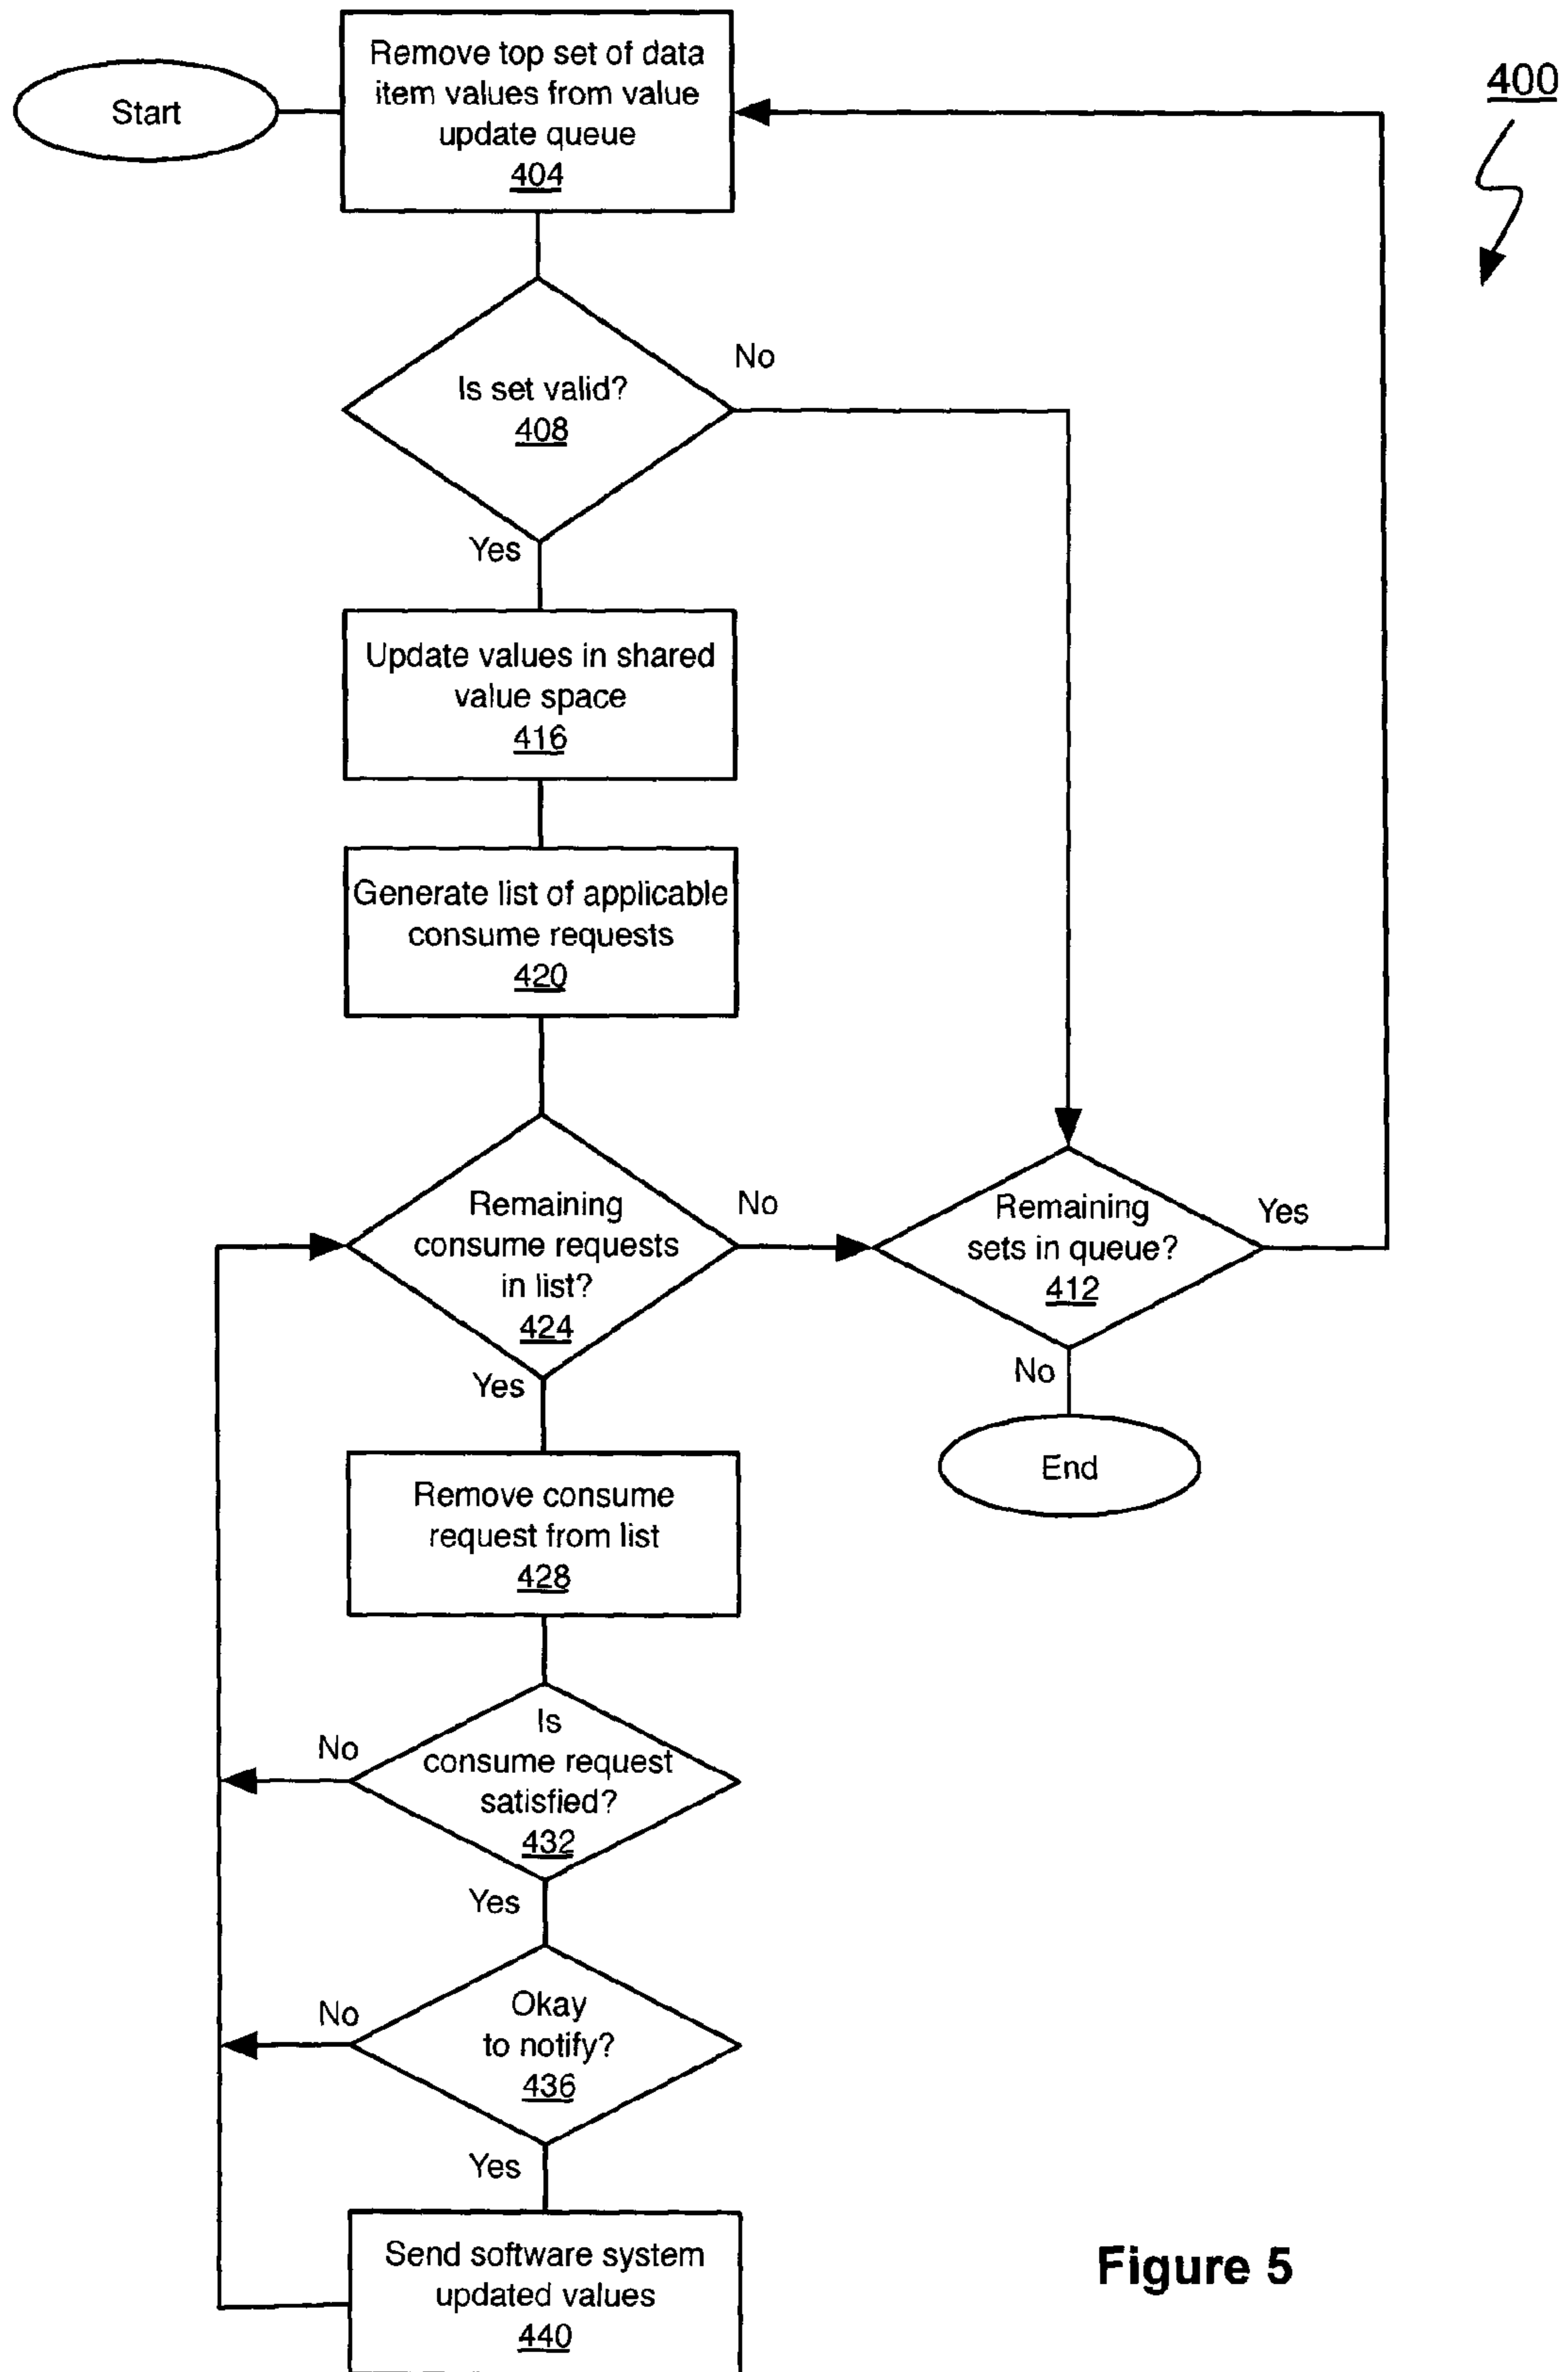 Start
Remove top set of data
item values from value
update queue
404
400
Is set valid?
408
No
Yes
Update values in shared
value space
416
Generate list of applicable
consume requests
420
Remaining
consume requests
in list?
424
No
Yes
Remaining
sets in queue?
412
Yes
No
End
Remove consume
request from list
428
Is
consume request
satisfied?
432
No
Yes
Okay
to notify?
436
No
Yes
Send software system
updated values
440
Figure 5